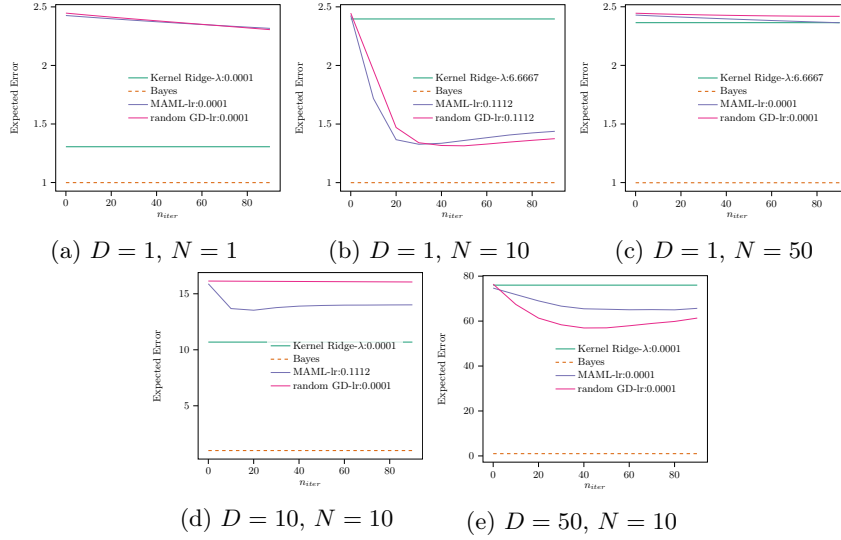 2.5
2
1.5
1
Expected Error
0 20 40 60 80
n_iter
Kernel Ridge-λ:0.0001
Bayes
MAML-lr:0.0001
random GD-lr:0.0001
(a) D = 1, N = 1
2.5
2
1.5
1
Expected Error
0 20 40 60 80
n_iter
Kernel Ridge-λ:6.6667
Bayes
MAML-lr:0.1112
random GD-lr:0.1112
(b) D = 1, N = 10
2.5
2
1.5
1
Expected Error
0 20 40 60 80
n_iter
Kernel Ridge-λ:6.6667
Bayes
MAML-lr:0.0001
random GD-lr:0.0001
(c) D = 1, N = 50
15
10
5
Expected Error
0 20 40 60 80
n_iter
Kernel Ridge-λ:0.0001
Bayes
MAML-lr:0.1112
random GD-lr:0.0001
(d) D = 10, N = 10
80
60
40
20
0
Expected Error
0 20 40 60 80
n_iter
Kernel Ridge-λ:0.0001
Bayes
MAML-lr:0.0001
random GD-lr:0.0001
(e) D = 50, N = 10